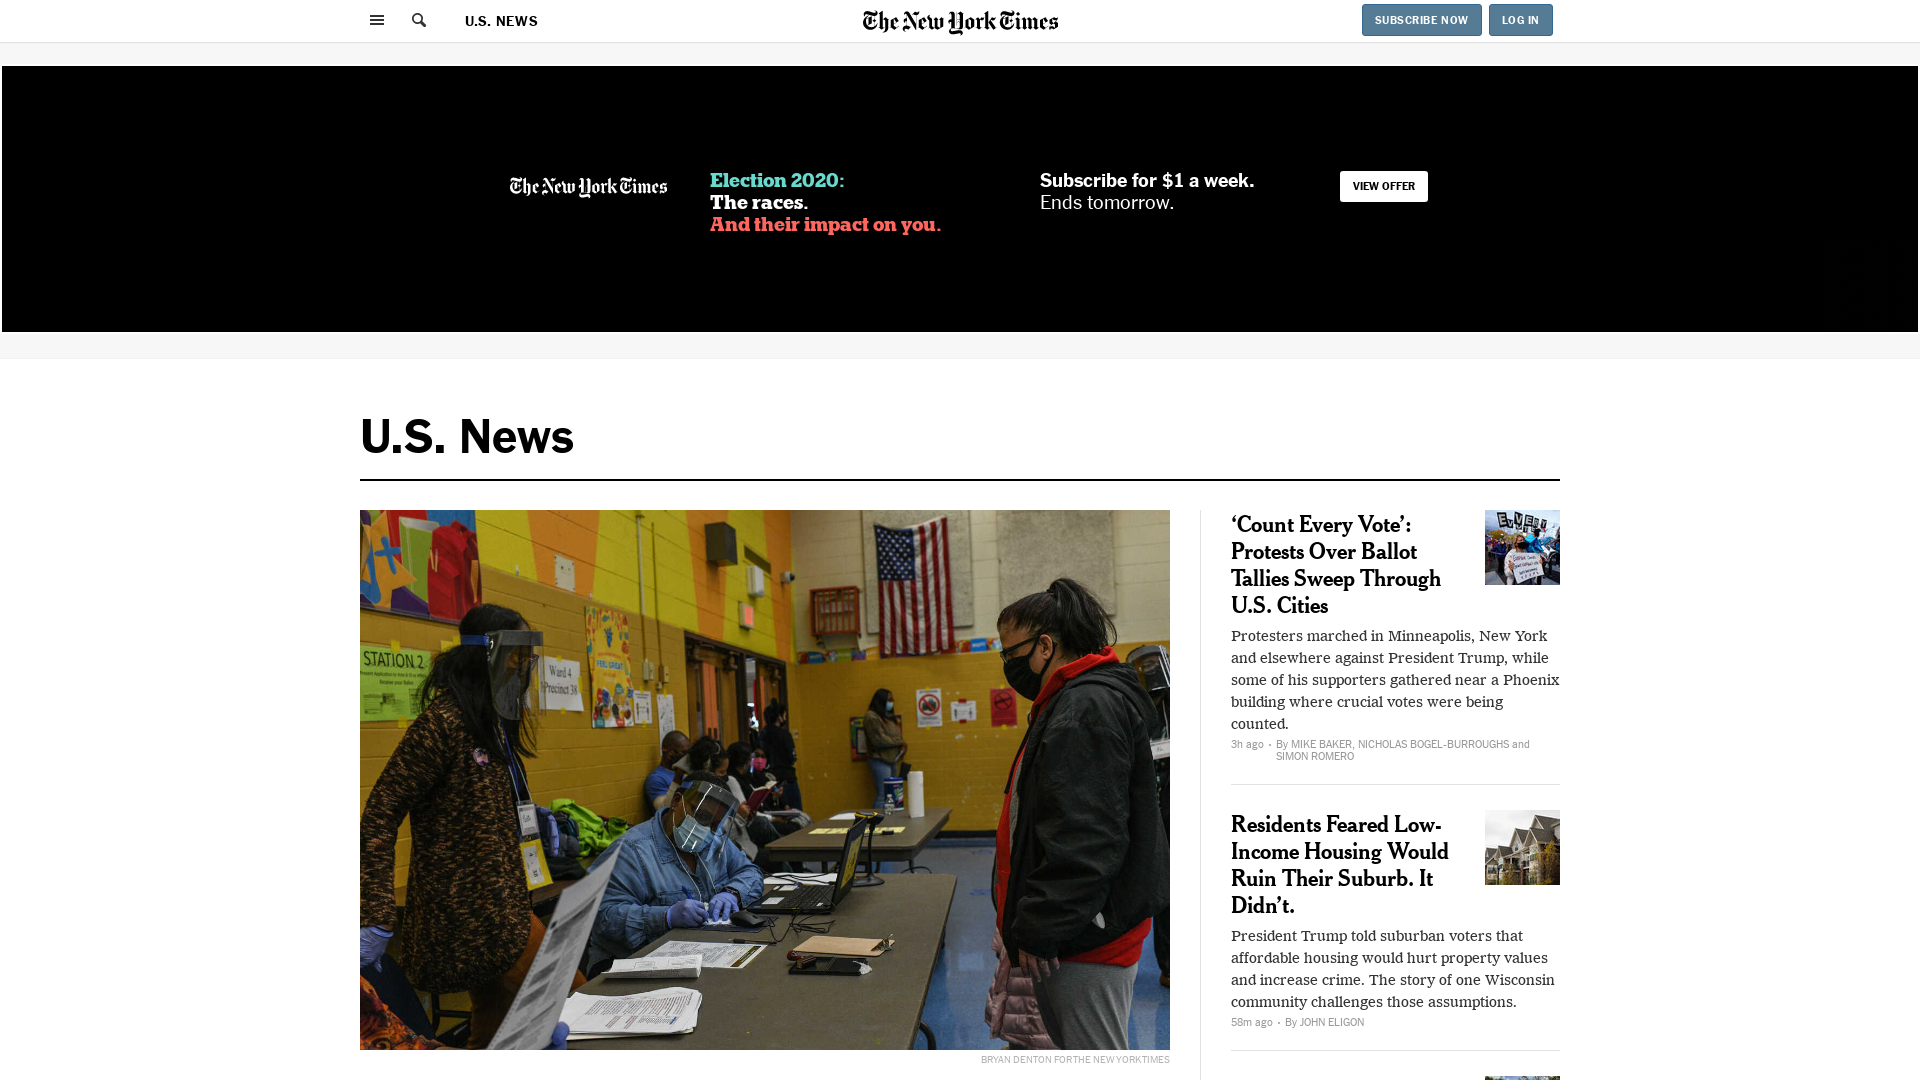 U.S. NEWS
The New York Times
SUBSCRIBE NOW
LOG IN
The New York Times
Election 2020:
The races.
And their impact on you.
Subscribe for $1 a week.
Ends tomorrow.
VIEW OFFER
U.S. News
STATION 2
Ward 4
Precinct 38
FEEL GREAT
BRYAN DENTON FOR THE NEW YORK TIMES
‘Count Every Vote’:
Protests Over Ballot
Tallies Sweep Through
U.S. Cities
EVERY
Protesters marched in Minneapolis, New York
and elsewhere against President Trump, while
some of his supporters gathered near a Phoenix
building where crucial votes were being
counted.
3h ago · By MIKE BAKER, NICHOLAS BOGEL-BURROUGHS and
SIMON ROMERO
Residents Feared Low-
Income Housing Would
Ruin Their Suburb. It
Didn’t.
President Trump told suburban voters that
affordable housing would hurt property values
and increase crime. The story of one Wisconsin
community challenges those assumptions.
58m ago · By JOHN ELIGON